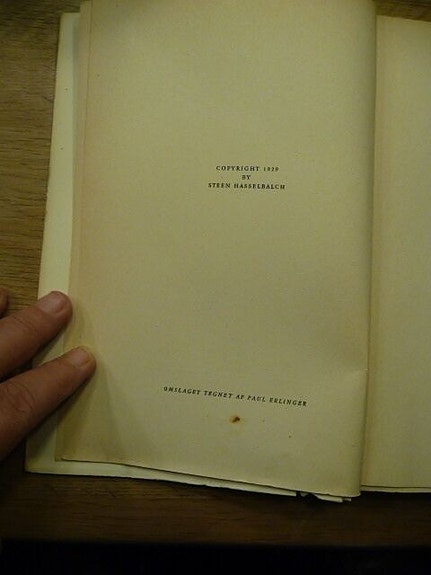 COPYRIGHT 1939
BY
STEEN HASSELBALCH
OMSLAGET TEGNET AF PAUL ERLINGER